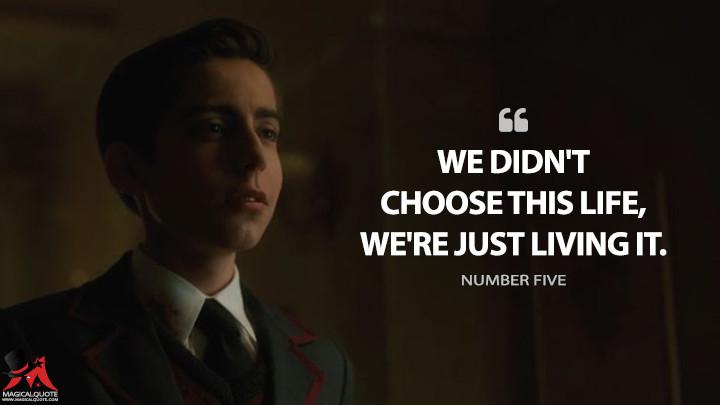 “
WE DIDN'T
CHOOSE THIS LIFE,
WE'RE JUST LIVING IT.
NUMBER FIVE
MAGICALQUOTE
WWW.MAGICALQUOTE.COM